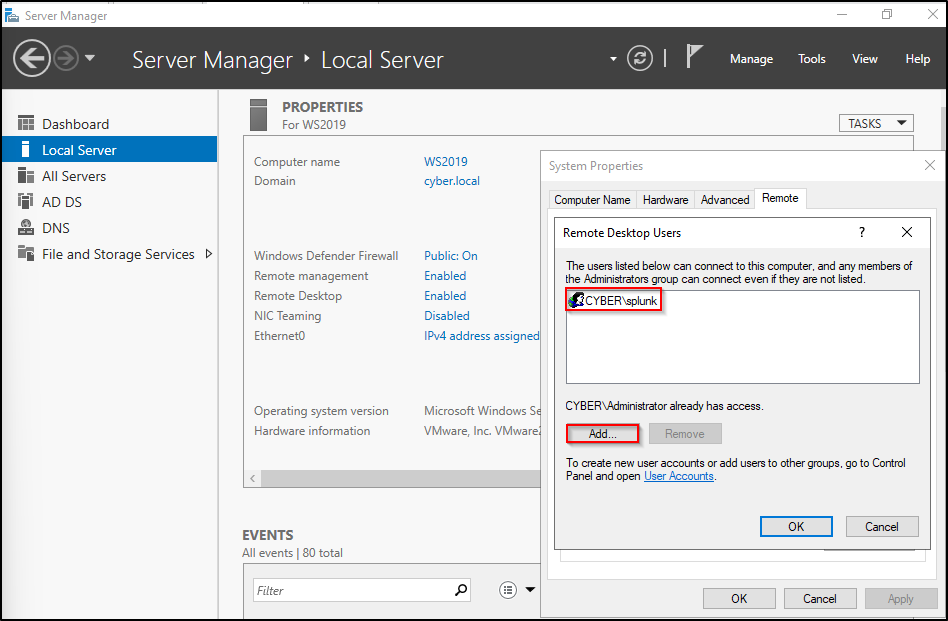 Server Manager
Server Manager ‣ Local Server
Manage Tools View Help
Dashboard
Local Server
All Servers
AD DS
DNS
File and Storage Services
PROPERTIES
For WS2019
TASKS
Computer name WS2019
Domain cyber.local
Windows Defender Firewall Public: On
Remote management Enabled
Remote Desktop Enabled
NIC Teaming Disabled
Ethernet0 IPv4 address assigned
Operating system version Microsoft Windows Se
Hardware information VMware, Inc. VMware
EVENTS
All events | 80 total
Filter
System Properties
Computer Name Hardware Advanced Remote
Remote Desktop Users ?
The users listed below can connect to this computer, and any members of
the Administrators group can connect even if they are not listed.
CYBER\splunk
CYBER\Administrator already has access.
Add... Remove
To create new user accounts or add users to other groups, go to Control
Panel and open User Accounts.
OK Cancel
OK Cancel Apply